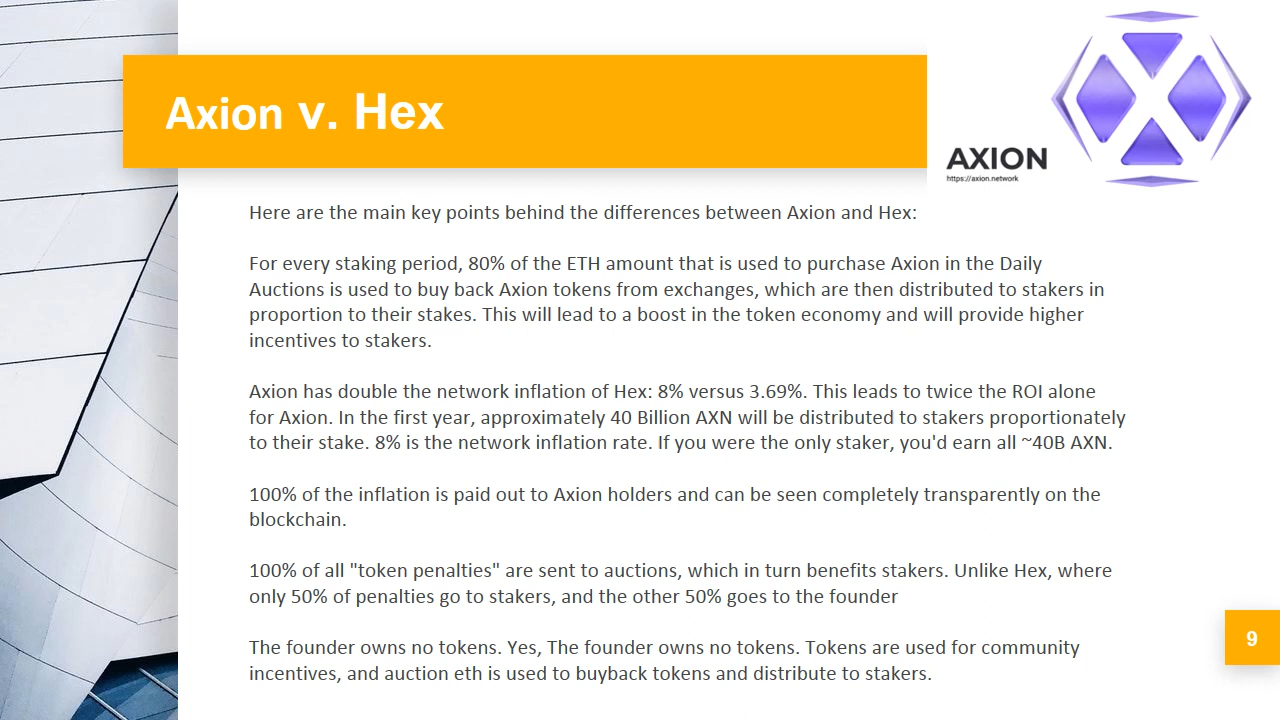 Axion v. Hex
AXION
https://axion.network
Here are the main key points behind the differences between Axion and Hex:
For every staking period, 80% of the ETH amount that is used to purchase Axion in the Daily
Auctions is used to buy back Axion tokens from exchanges, which are then distributed to stakers in
proportion to their stakes. This will lead to a boost in the token economy and will provide higher
incentives to stakers.
Axion has double the network inflation of Hex: 8% versus 3.69%. This leads to twice the ROI alone
for Axion. In the first year, approximately 40 Billion AXN will be distributed to stakers proportionately
to their stake. 8% is the network inflation rate. If you were the only staker, you'd earn all ~40B AXN.
100% of the inflation is paid out to Axion holders and can be seen completely transparently on the
blockchain.
100% of all "token penalties" are sent to auctions, which in turn benefits stakers. Unlike Hex, where
only 50% of penalties go to stakers, and the other 50% goes to the founder
The founder owns no tokens. Yes, The founder owns no tokens. Tokens are used for community
incentives, and auction eth is used to buyback tokens and distribute to stakers.
9